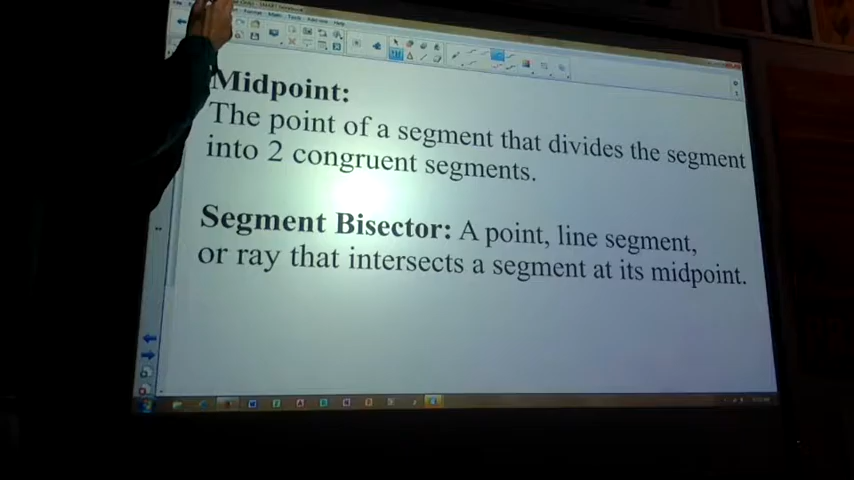 Midpoint:
The point of a segment that divides the segment
into 2 congruent segments.
Segment Bisector: A point, line segment,
or ray that intersects a segment at its midpoint.